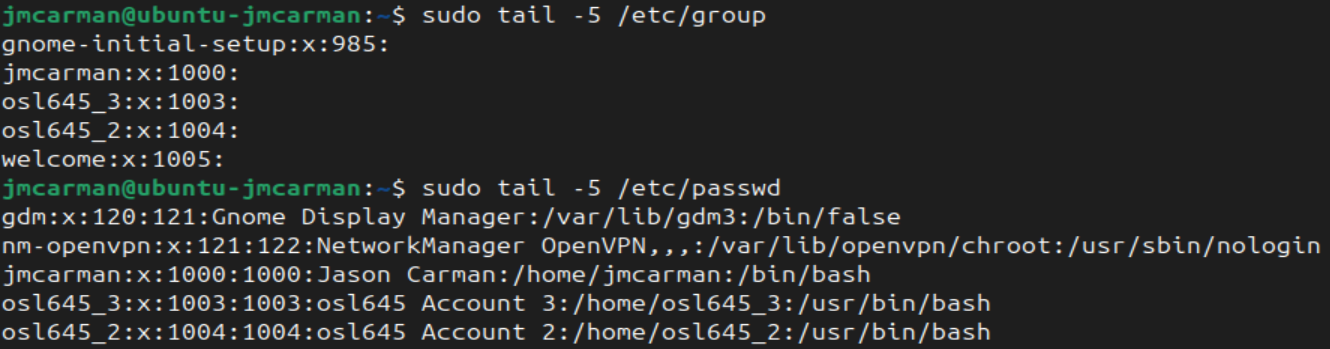 jmcarman@ubuntu-jmcarman:~$ sudo tail -5 /etc/group
gnome-initial-setup:x:985:
jmcarman:x:1000:
osl645_3:x:1003:
osl645_2:x:1004:
welcome:x:1005:
jmcarman@ubuntu-jmcarman:~$ sudo tail -5 /etc/passwd
gdm:x:120:121:Gnome Display Manager:/var/lib/gdm3:/bin/false
nm-openvpn:x:121:122:NetworkManager OpenVPN,,,:/var/lib/openvpn/chroot:/usr/sbin/nologin
jmcarman:x:1000:1000:Jason Carman:/home/jmcarman:/bin/bash
osl645_3:x:1003:1003:osl645 Account 3:/home/osl645_3:/usr/bin/bash
osl645_2:x:1004:1004:osl645 Account 2:/home/osl645_2:/usr/bin/bash